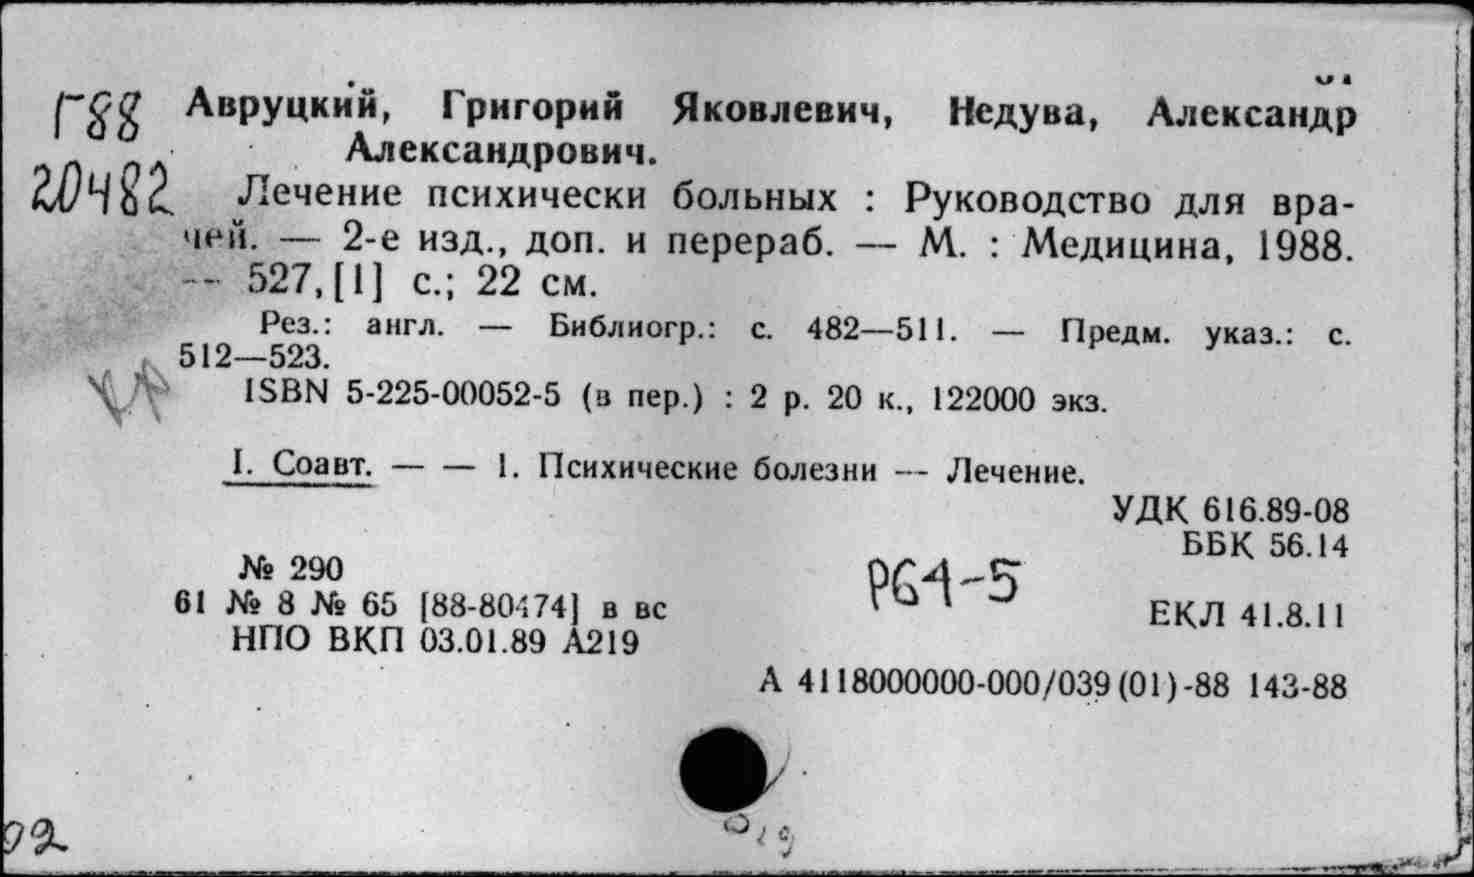 Г88 Авруцкий, Григорий Яковлевич, Недува, Александр
Александрович.
20482 Лечение психически больных : Руководство для вра-
чей. — 2-е изд., доп. и перераб. — М. : Медицина, 1988.
-- 527, [1] с.; 22 см.
Рез.: англ. — Библиогр.: с. 482—511. — Предм. указ.: с.
512—523.
ISBN 5-225-00052-5 (в пер.) : 2 р. 20 к., 122000 экз.
I. Соавт. — — 1. Психические болезни — Лечение.
УДК 616.89-08
ББК 56.14
№ 290
Р64-5
61 № 8 № 65 [88-80474] в вс
ЕКЛ 41.8.11
НПО ВКП 03.01.89 А219
А 4118000000-000/039(01)-88 143-88